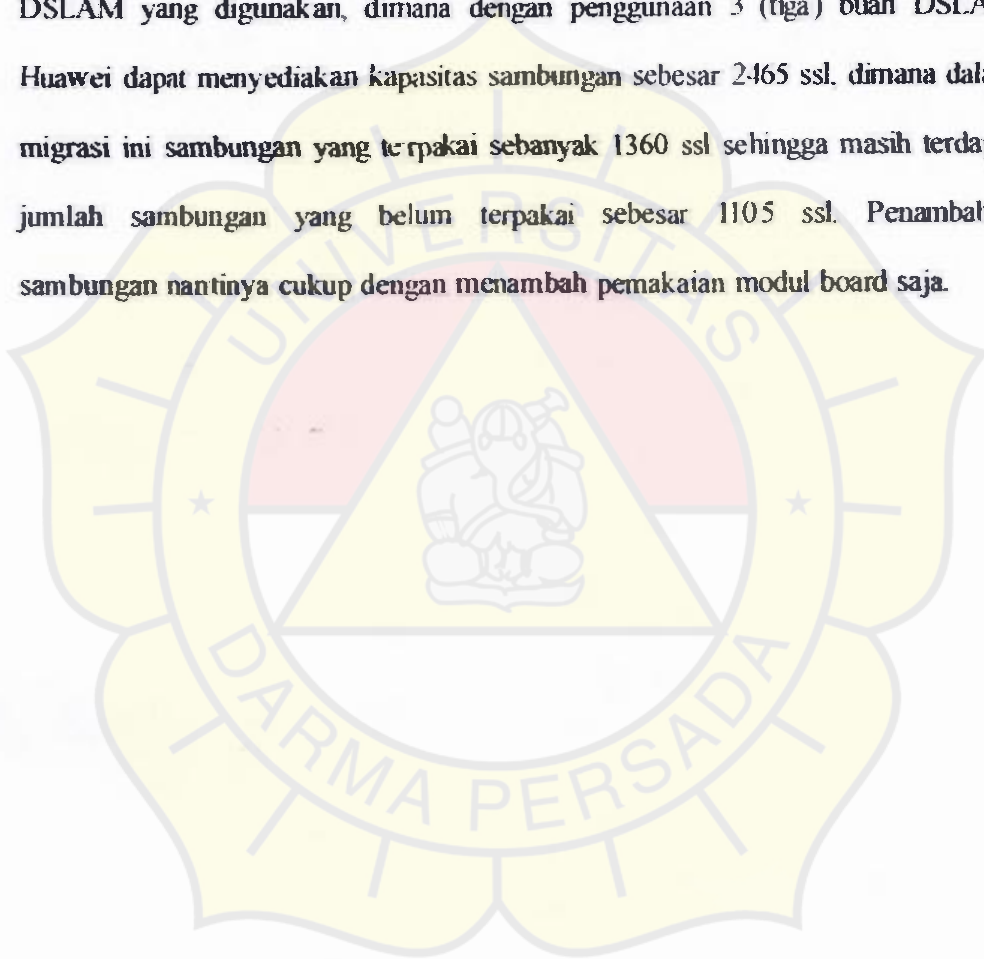 DSLAM yang digunakan, dimana dengan penggunaan 3 (tiga) buah DSLA
Huawei dapat menyediakan kapasitas sambungan sebesar 2465 ssl. dimana dal
migrasi ini sambungan yang terpakai sebanyak 1360 ssl sehingga masih terda
jumlah sambungan yang belum terpakai sebesar 1105 ssl. Penambah
sambungan nantinya cukup dengan menambah pemakaian modul board saja.
UNIVERSITAS
DARMA PERSADA